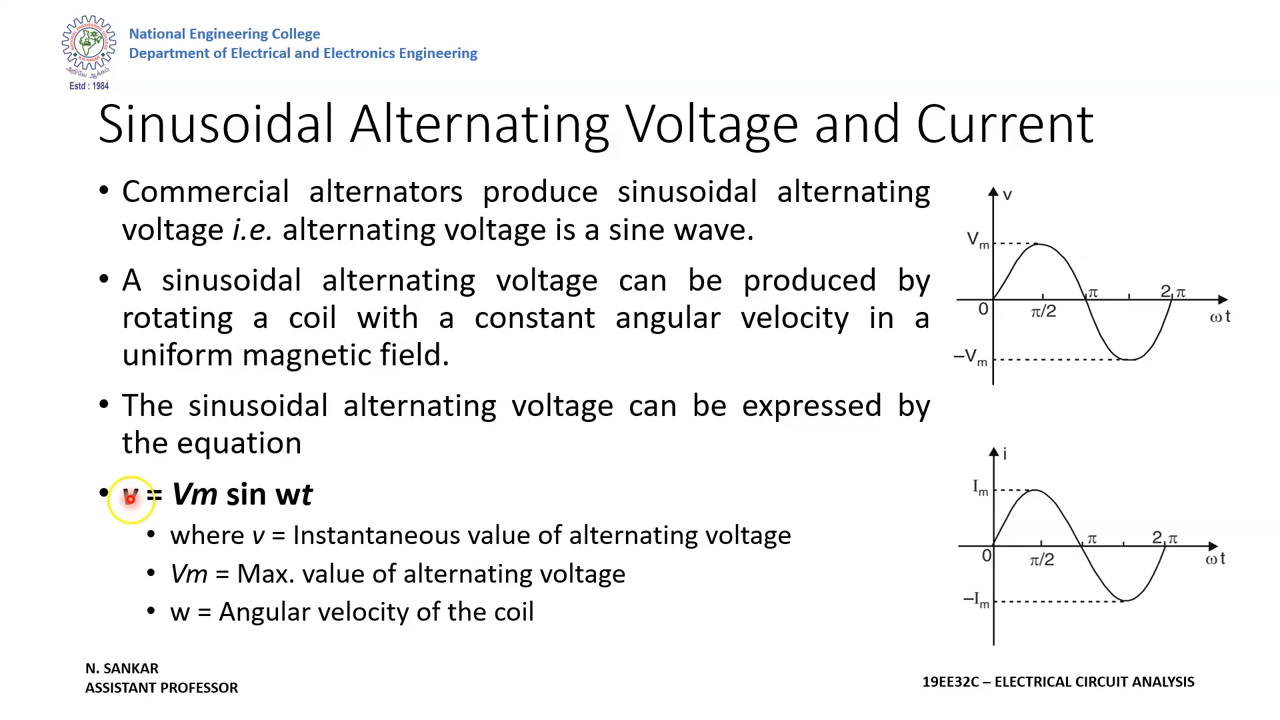 National Engineering College
Department of Electrical and Electronics Engineering
Estd : 1984
Sinusoidal Alternating Voltage and Current
• Commercial alternators produce sinusoidal alternating
voltage i.e. alternating voltage is a sine wave.
• A sinusoidal alternating voltage can be produced by
rotating a coil with a constant angular velocity in a
uniform magnetic field.
• The sinusoidal alternating voltage can be expressed by
the equation
• v = Vm sin wt
• where v = Instantaneous value of alternating voltage
• Vm = Max. value of alternating voltage
• w = Angular velocity of the coil
v
Vm
0
π/2
π
2 π
ω t
–Vm
i
Im
0
π/2
π
2 π
ω t
–Im
N. SANKAR
ASSISTANT PROFESSOR
19EE32C – ELECTRICAL CIRCUIT ANALYSIS